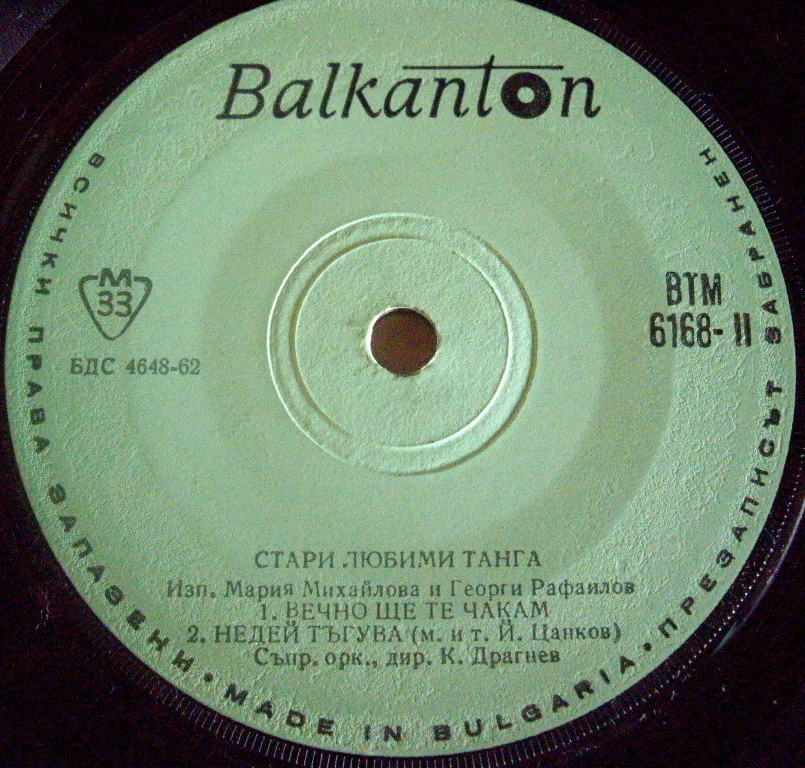 Balkanton
ВСИЧКИ ПРАВА ЗАПАЗЕНИ • MADE IN BULGARIA • ПРЕЗАПИСЪТ ЗАБРАНЕН
М
33
БДС 4648-62
ВТМ
6168- II
СТАРИ ЛЮБИМИ ТАНГА
Изп. Мария Михайлова и Георги Рафаилов
1. ВЕЧНО ЩЕ ТЕ ЧАКАМ
2. НЕДЕЙ ТЪГУВА (м. и т. Й. Цанков)
Съпр. орк., дир. К. Драгнев